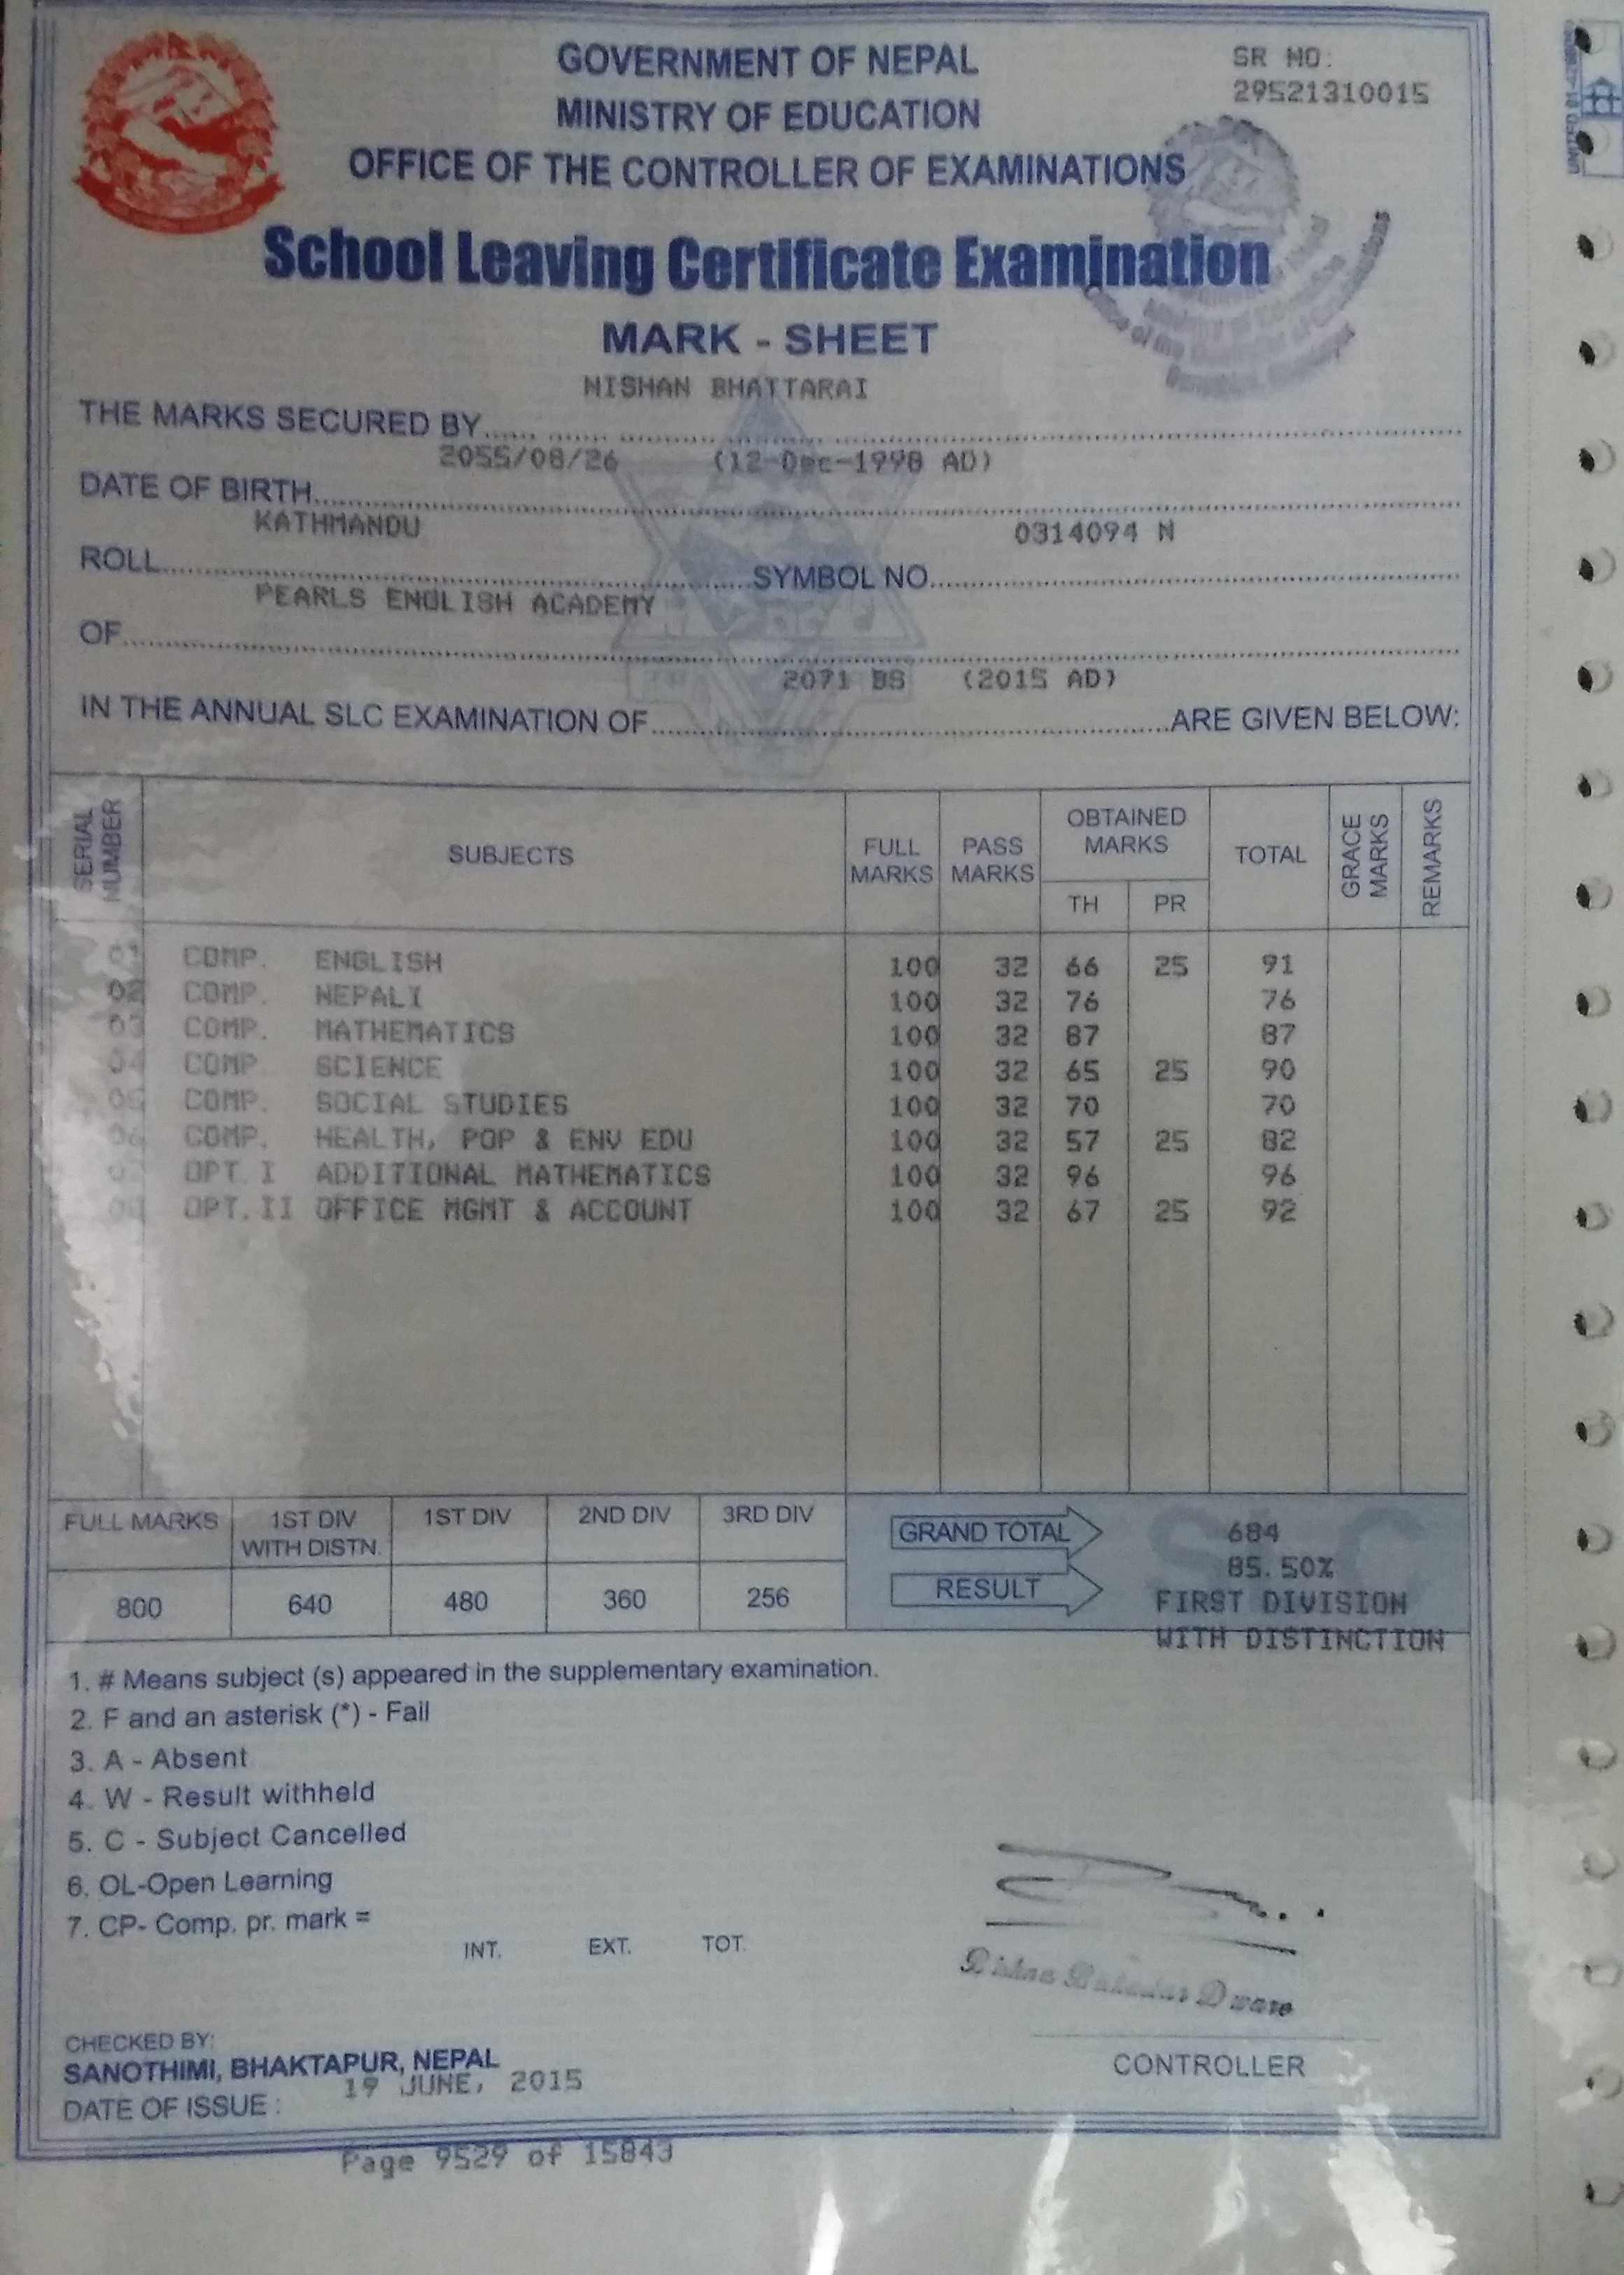 GOVERNMENT OF NEPAL
SR NO:
29521310015
MINISTRY OF EDUCATION
OFFICE OF THE CONTROLLER OF EXAMINATIONS
School Leaving Certificate Examination
MARK - SHEET
NISHAN BHATTARAI
THE MARKS SECURED BY
2055/08/26 (12-Dec-1998 AD)
DATE OF BIRTH
KATHMANDU 0314094 N
ROLL SYMBOL NO.
PEARLS ENGLISH ACADEMY
OF
2071 BS (2015 AD)
IN THE ANNUAL SLC EXAMINATION OF ARE GIVEN BELOW:
SERIAL NUMBER SUBJECTS FULL MARKS PASS MARKS OBTAINED MARKS TOTAL GRACE MARKS REMARKS
TH PR
01 COMP. ENGLISH 100 32 66 25 91
02 COMP. NEPALI 100 32 76 76
03 COMP. MATHEMATICS 100 32 87 87
04 COMP. SCIENCE 100 32 65 25 90
05 COMP. SOCIAL STUDIES 100 32 70 70
06 COMP. HEALTH, POP & ENV EDU 100 32 57 25 82
07 OPT. I ADDITIONAL MATHEMATICS 100 32 96 96
08 OPT.II OFFICE MGMT & ACCOUNT 100 32 67 25 92
FULL MARKS 1ST DIV WITH DISTN. 1ST DIV 2ND DIV 3RD DIV
800 640 480 360 256
GRAND TOTAL 684
85.50%
RESULT FIRST DIVISION
WITH DISTINCTION
1. # Means subject (s) appeared in the supplementary examination.
2. F and an asterisk (*) - Fail
3. A - Absent
4. W - Result withheld
5. C - Subject Cancelled
6. OL-Open Learning
7. CP- Comp. pr. mark =
INT. EXT. TOT.
Bahadur Dware
CHECKED BY:
SANOTHIMI, BHAKTAPUR, NEPAL
19 JUNE, 2015
DATE OF ISSUE :
CONTROLLER
Page 9529 of 15843